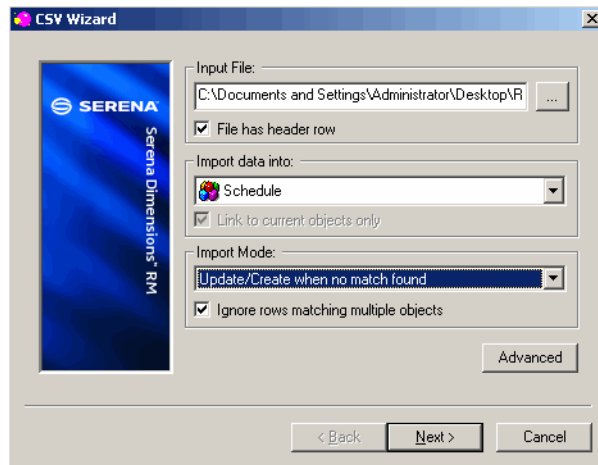 CSV Wizard
SERENA
Serena Dimensions® RM
Input File:
C:\Documents and Settings\Administrator\Desktop\R
...
File has header row
Import data into:
Schedule
Link to current objects only
Import Mode:
Update/Create when no match found
Ignore rows matching multiple objects
Advanced
< Back
Next >
Cancel